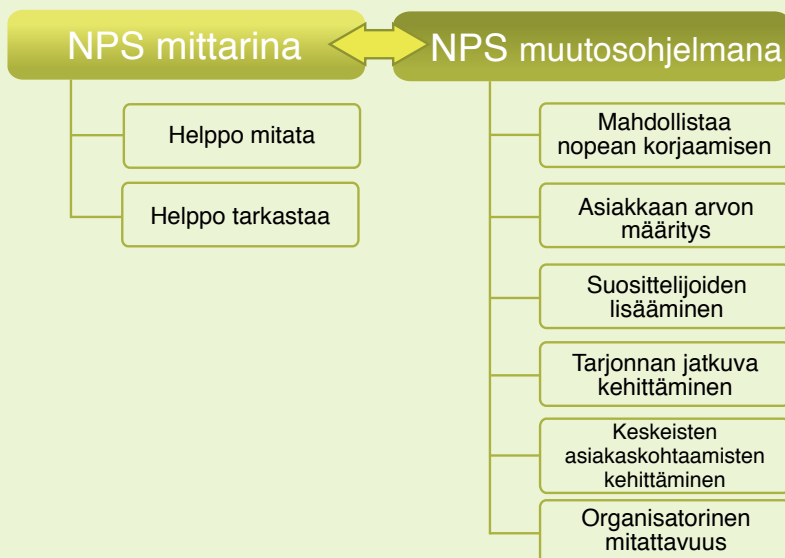 NPS mittarina
Helppo mitata
Helppo tarkastaa
NPS muutosohjelmana
Mahdollistaa
nopean korjaamisen
Asiakkaan arvon
määritys
Suosittelijoiden
lisääminen
Tarjonnan jatkuva
kehittäminen
Keskeisten
asiakaskohtaamisten
kehittäminen
Organisatorinen
mitattavuus